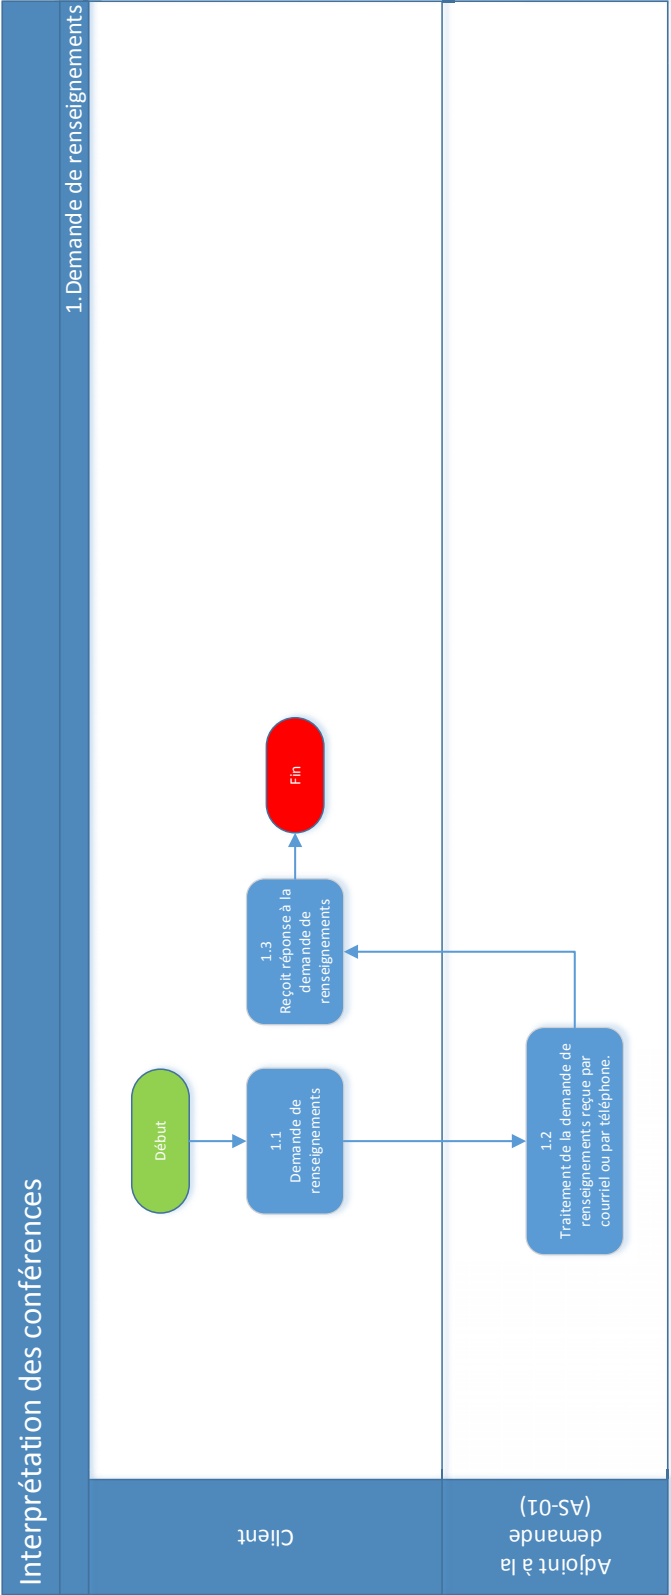 Interprétation des conférences
1.Demande de renseignements
Client
Début
1.1
Demande de
renseignements
1.3
Reçoit réponse à la
demande de
renseignements
Fin
Adjoint à la
demande
(AS-01)
1.2
Traitement de la demande de
renseignements reçue par
courriel ou par téléphone.